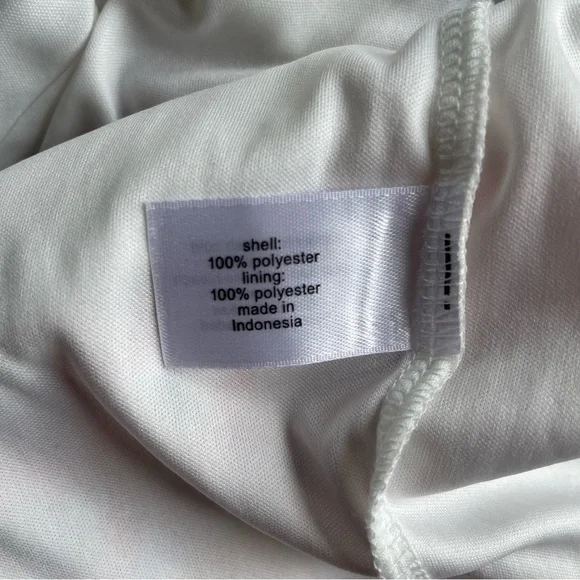 shell:
100% polyester
lining:
100% polyester
made in
Indonesia